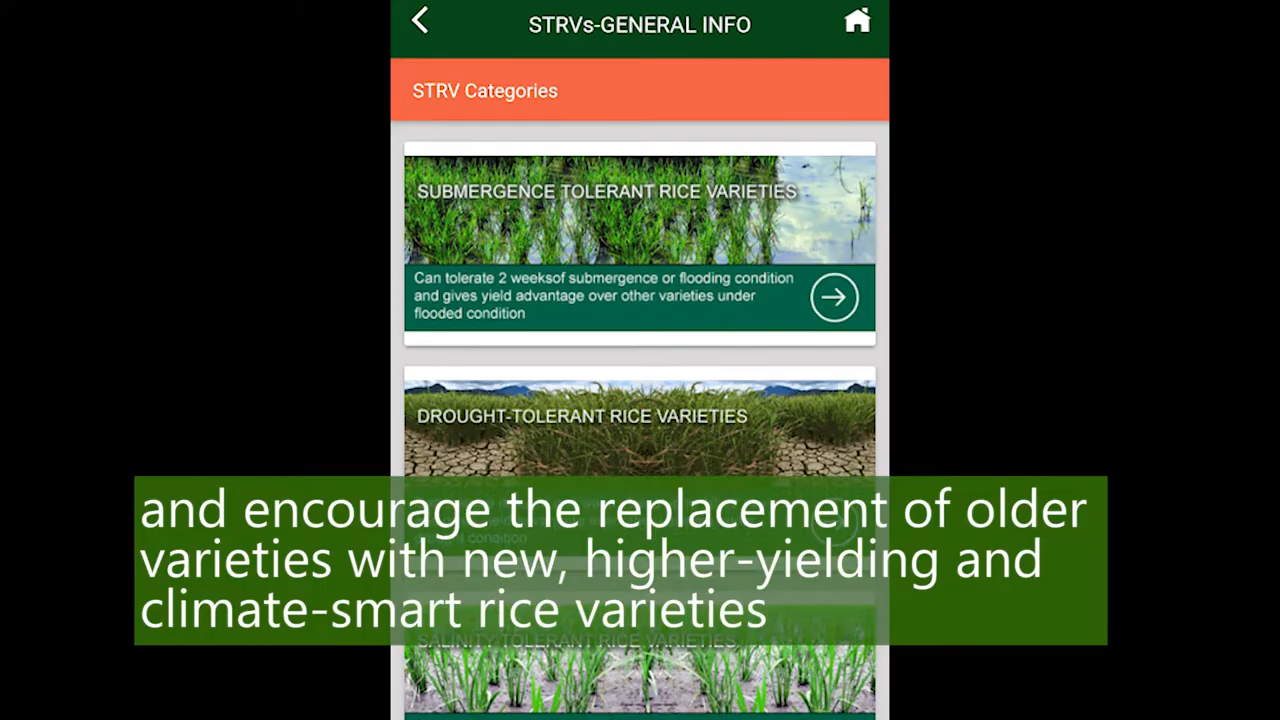 STRVs-GENERAL INFO
STRV Categories
SUBMERGENCE TOLERANT RICE VARIETIES
Can tolerate 2 weeksof submergence or flooding condition
and gives yield advantage over other varieties under
flooded condition
DROUGHT-TOLERANT RICE VARIETIES
condition
and encourage the replacement of older
varieties with new, higher-yielding and
climate-smart rice varieties
SALINITY-TOLERANT RICE VARIETIES